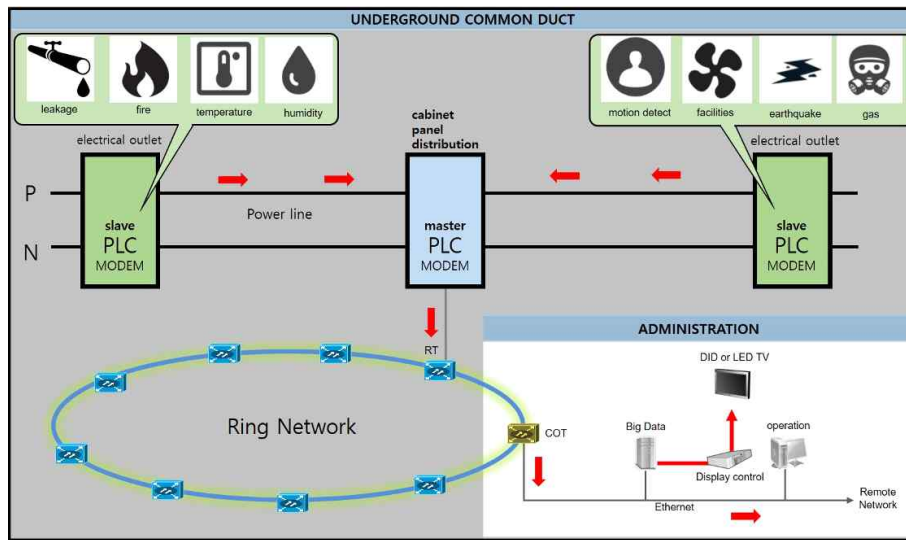 UNDERGROUND COMMON DUCT
leakage
fire
temperature
humidity
motion detect
facilities
earthquake
gas
electrical outlet
cabinet
panel
distribution
electrical outlet
P
N
Power line
slave
PLC
MODEM
master
PLC
MODEM
slave
PLC
MODEM
RT
Ring Network
COT
ADMINISTRATION
DID or LED TV
Big Data
operation
Display control
Ethernet
Remote
Network